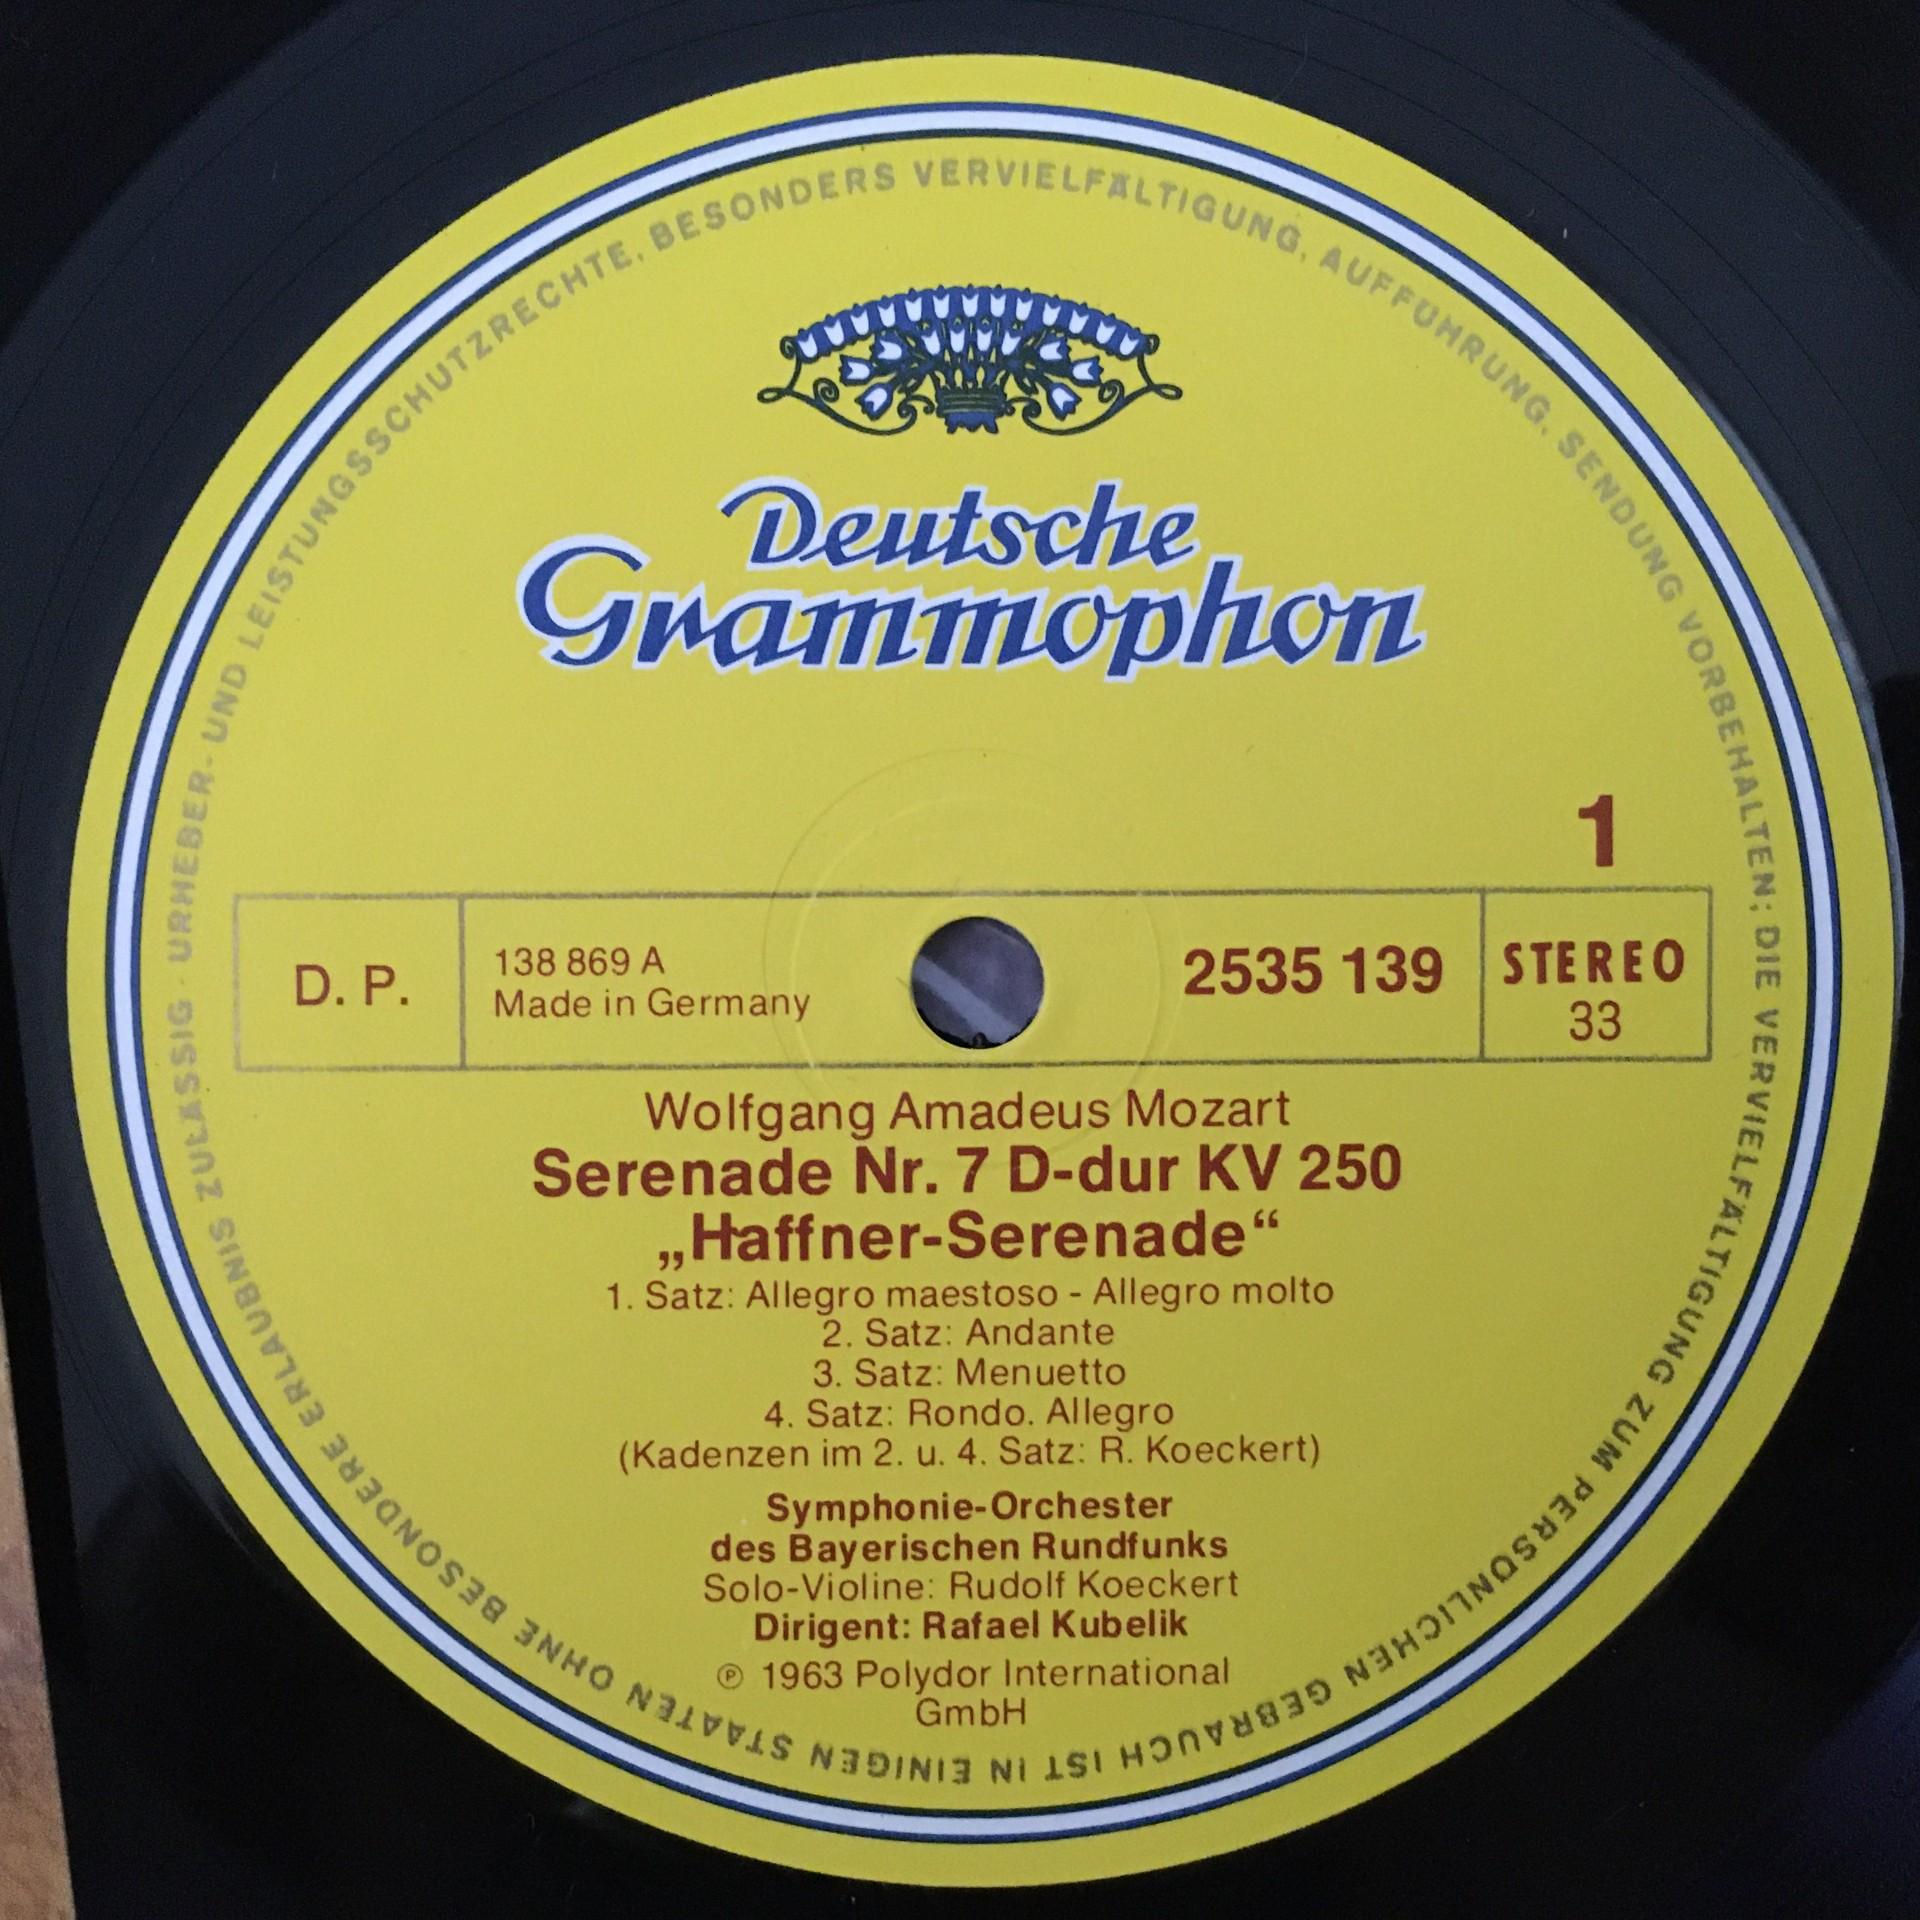 URHEBER- UND LEISTUNGSSCHUTZRECHTE, BESONDERS VERVIELFÄLTIGUNG, AUFFÜHRUNG, SENDUNG VORBEHALTEN; DIE VERVIELFÄLTIGUNG ZUM PERSÖNLICHEN GEBRAUCH IST IN EINIGEN STAATEN OHNE BESONDERE ERLAUBNIS ZULÄSSIG ·
Deutsche
Grammophon
1
D. P.
138 869 A
Made in Germany
2535 139
STEREO
33
Wolfgang Amadeus Mozart
Serenade Nr. 7 D-dur KV 250
„Haffner-Serenade“
1. Satz: Allegro maestoso - Allegro molto
2. Satz: Andante
3. Satz: Menuetto
4. Satz: Rondo. Allegro
(Kadenzen im 2. u. 4. Satz: R. Koeckert)
Symphonie-Orchester
des Bayerischen Rundfunks
Solo-Violine: Rudolf Koeckert
Dirigent: Rafael Kubelik
℗ 1963 Polydor International
GmbH